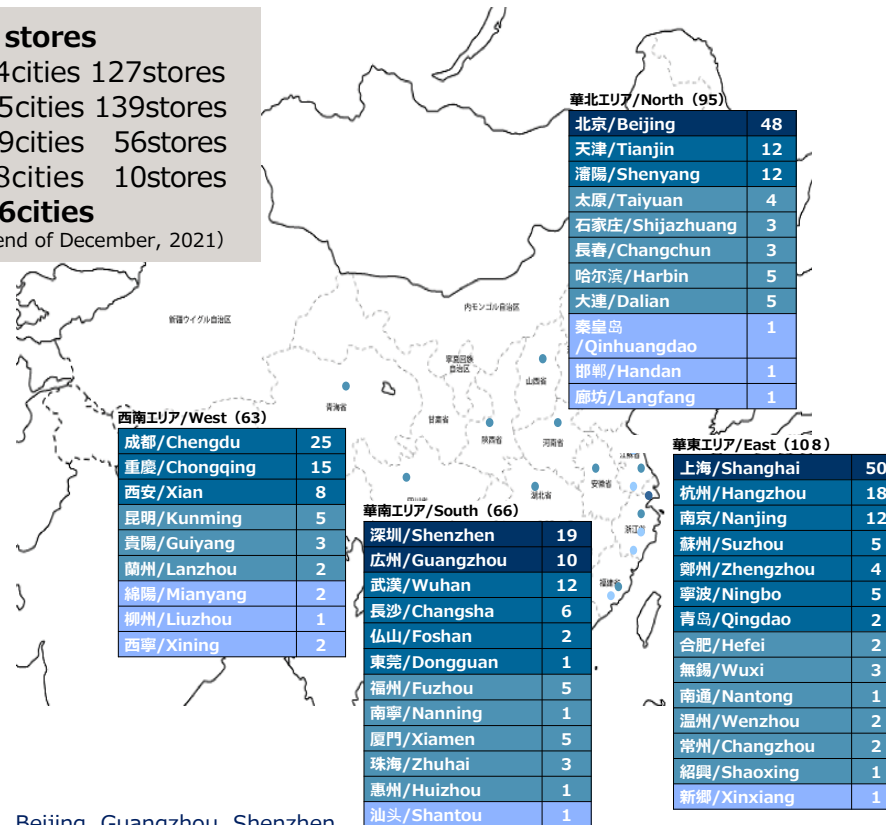 stores
4cities 127stores
5cities 139stores
9cities 56stores
8cities 10stores
6cities
end of December, 2021)
華北エリア/North（95）
北京/Beijing 48
天津/Tianjin 12
瀋陽/Shenyang 12
太原/Taiyuan 4
石家庄/Shijazhuang 3
長春/Changchun 3
哈尔滨/Harbin 5
大連/Dalian 5
秦皇岛
/Qinhuangdao 1
邯郸/Handan 1
廊坊/Langfang 1
新疆ウイグル自治区
内モンゴル自治区
寧夏回族
自治区
山西省
青海省
甘粛省
陝西省
河南省
安徽省
湖北省
浙江省
福建省
西南エリア/West（63）
成都/Chengdu 25
重慶/Chongqing 15
西安/Xian 8
昆明/Kunming 5
貴陽/Guiyang 3
蘭州/Lanzhou 2
綿陽/Mianyang 2
柳州/Liuzhou 1
西寧/Xining 2
華南エリア/South（66）
深圳/Shenzhen 19
広州/Guangzhou 10
武漢/Wuhan 12
長沙/Changsha 6
仏山/Foshan 2
東莞/Dongguan 1
福州/Fuzhou 5
南寧/Nanning 1
厦門/Xiamen 5
珠海/Zhuhai 3
惠州/Huizhou 1
汕头/Shantou 1
華東エリア/East（10８）
上海/Shanghai 50
杭州/Hangzhou 18
南京/Nanjing 12
蘇州/Suzhou 5
鄭州/Zhengzhou 4
寧波/Ningbo 5
青岛/Qingdao 2
合肥/Hefei 2
無錫/Wuxi 3
南通/Nantong 1
温州/Wenzhou 2
常州/Changzhou 2
紹興/Shaoxing 1
新郷/Xinxiang 1
Beijing Guangzhou Shenzhen